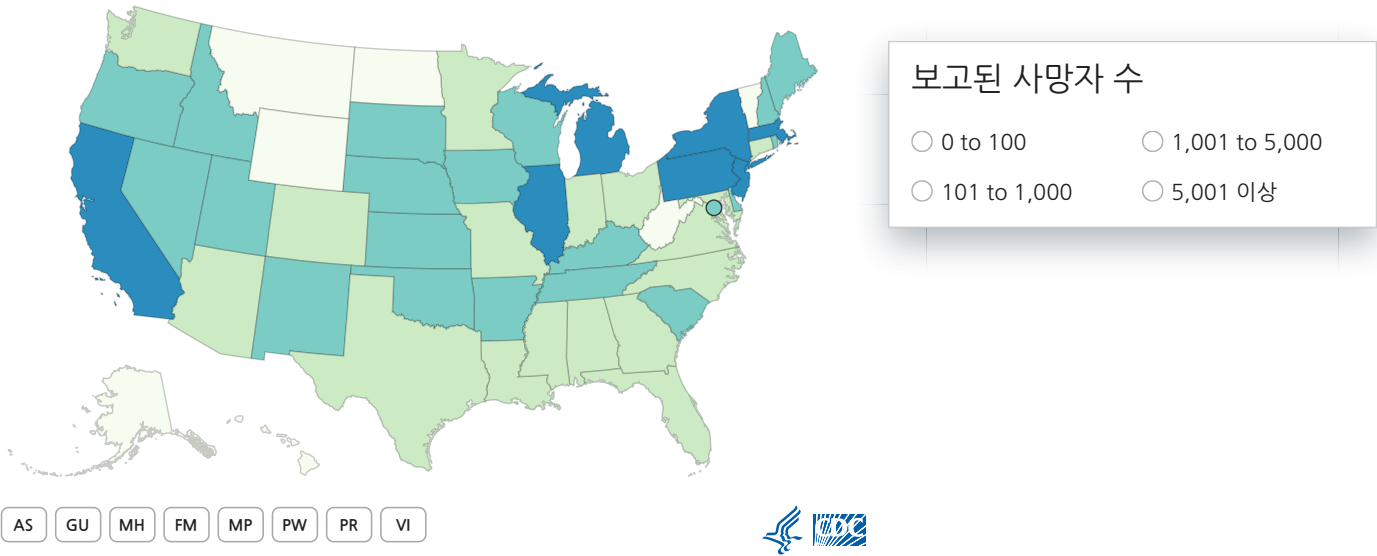 보고된 사망자 수
0 to 100
1,001 to 5,000
101 to 1,000
5,001 이상
AS GU MH FM MP PW PR VI
CDC